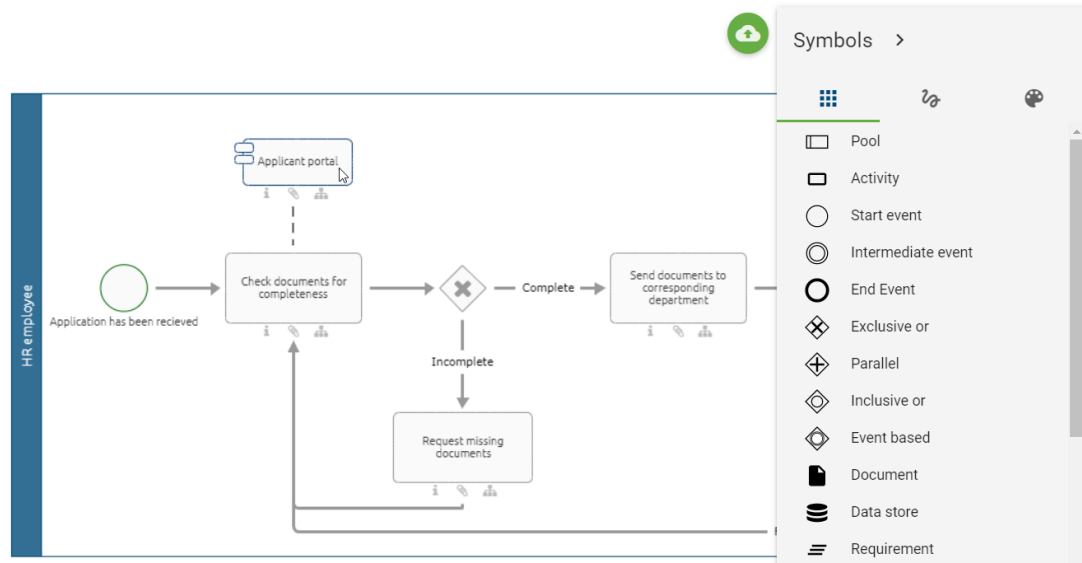 Symbols
HR employee
Applicant portal
Application has been recieved
Check documents for
completeness
Complete
Incomplete
Send documents to
corresponding
department
Request missing
documents
Pool
Activity
Start event
Intermediate event
End Event
Exclusive or
Parallel
Inclusive or
Event based
Document
Data store
Requirement